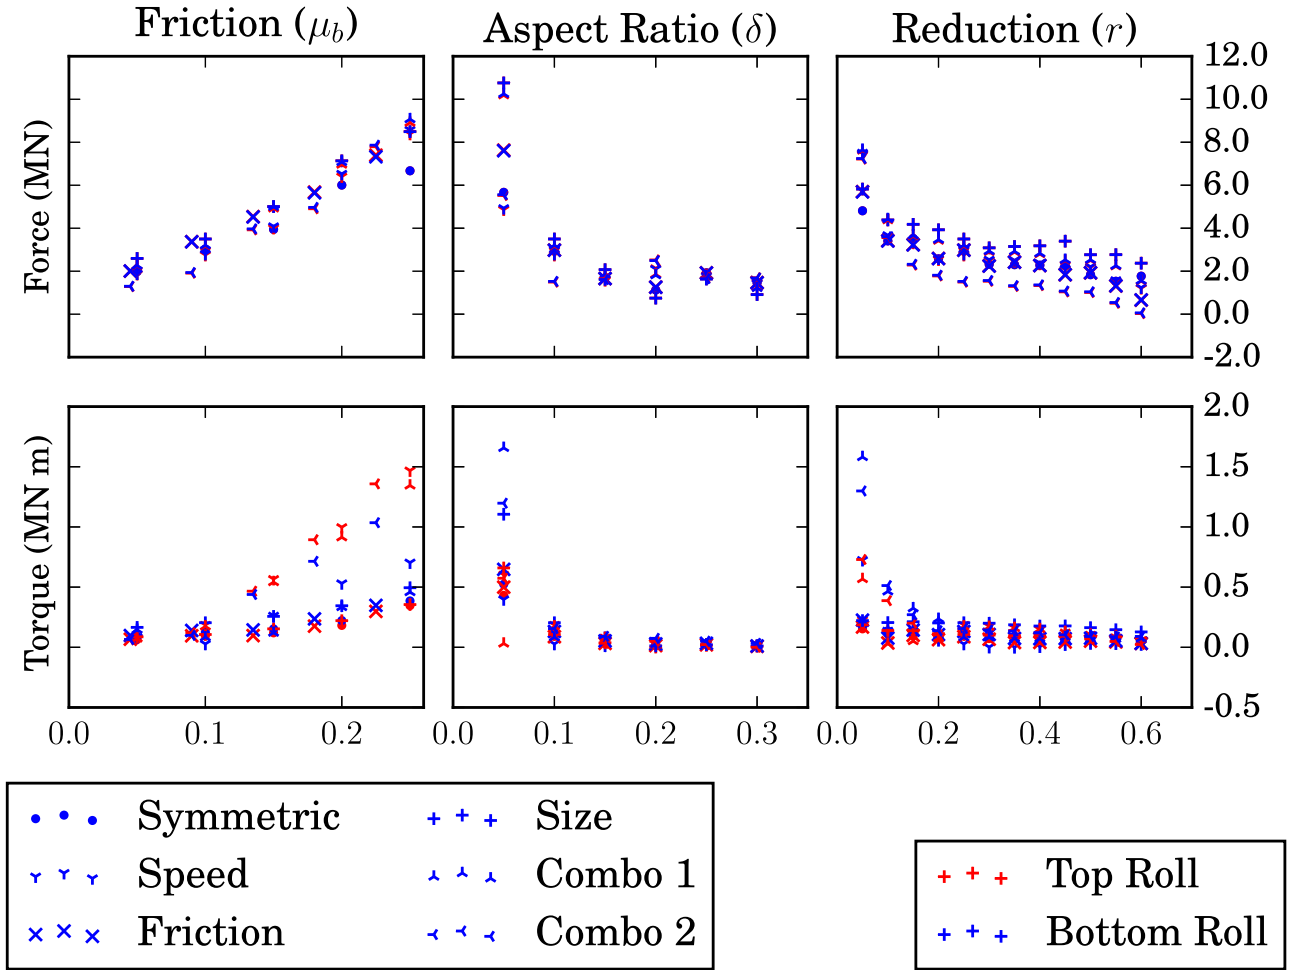 Friction (μ_b) Aspect Ratio (δ) Reduction (r)
Force (MN)
12.0
10.0
8.0
6.0
4.0
2.0
0.0
-2.0
Torque (MN m)
2.0
1.5
1.0
0.5
0.0
-0.5
0.0 0.1 0.2 0.0 0.1 0.2 0.3 0.0 0.2 0.4 0.6
Symmetric Size
Speed Combo 1
Friction Combo 2
Top Roll
Bottom Roll